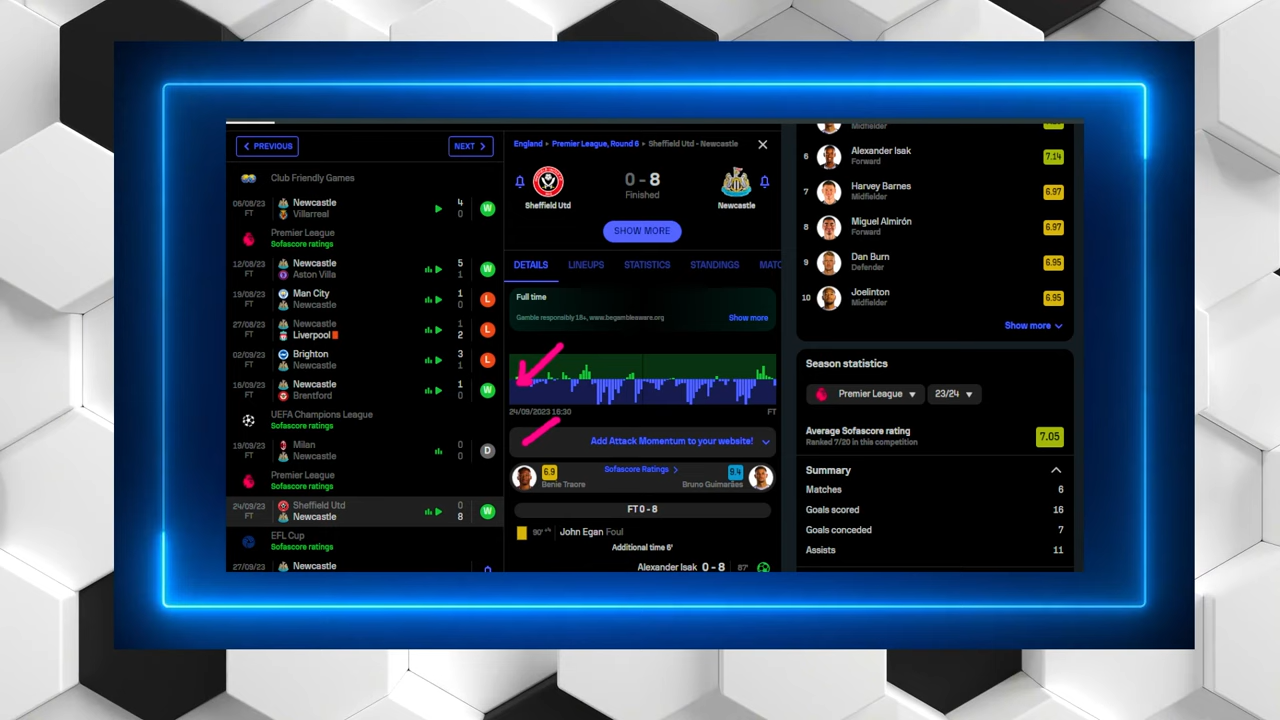 PREVIOUS
NEXT
Club Friendly Games
06/08/23 Newcastle 4
FT Villarreal 0
W
Premier League
Sofascore ratings
12/08/23 Newcastle 5
FT Aston Villa 1
W
19/08/23 Man City 1
FT Newcastle 0
L
27/08/23 Newcastle 1
FT Liverpool 2
L
02/09/23 Brighton 3
FT Newcastle 1
L
16/09/23 Newcastle 1
FT Brentford 0
W
UEFA Champions League
Sofascore ratings
19/09/23 Milan 0
FT Newcastle 0
D
Premier League
Sofascore ratings
24/09/23 Sheffield Utd 0
FT Newcastle 8
W
EFL Cup
Sofascore ratings
27/09/23 Newcastle
England Premier League, Round 6 Sheffield Utd - Newcastle
0 - 8
Finished
Sheffield Utd
Newcastle
SHOW MORE
DETAILS LINEUPS STATISTICS STANDINGS MATC
Full time
Gamble responsibly 18+, www.begambleaware.org
Show more
24/09/2023 16:30 FT
Add Attack Momentum to your website!
6.9 Sofascore Ratings 9.4
Benie Traore Bruno Guimarães
FT 0 - 8
90' John Egan Foul
Additional time 6'
Alexander Isak 0 - 8 87'
Midfielder
6 Alexander Isak 7.14
Forward
7 Harvey Barnes 6.97
Midfielder
8 Miguel Almirón 6.97
Forward
9 Dan Burn 6.95
Defender
10 Joelinton 6.95
Midfielder
Show more
Season statistics
Premier League 23/24
Average Sofascore rating 7.05
Ranked 7/20 in this competition
Summary
Matches 6
Goals scored 16
Goals conceded 7
Assists 11